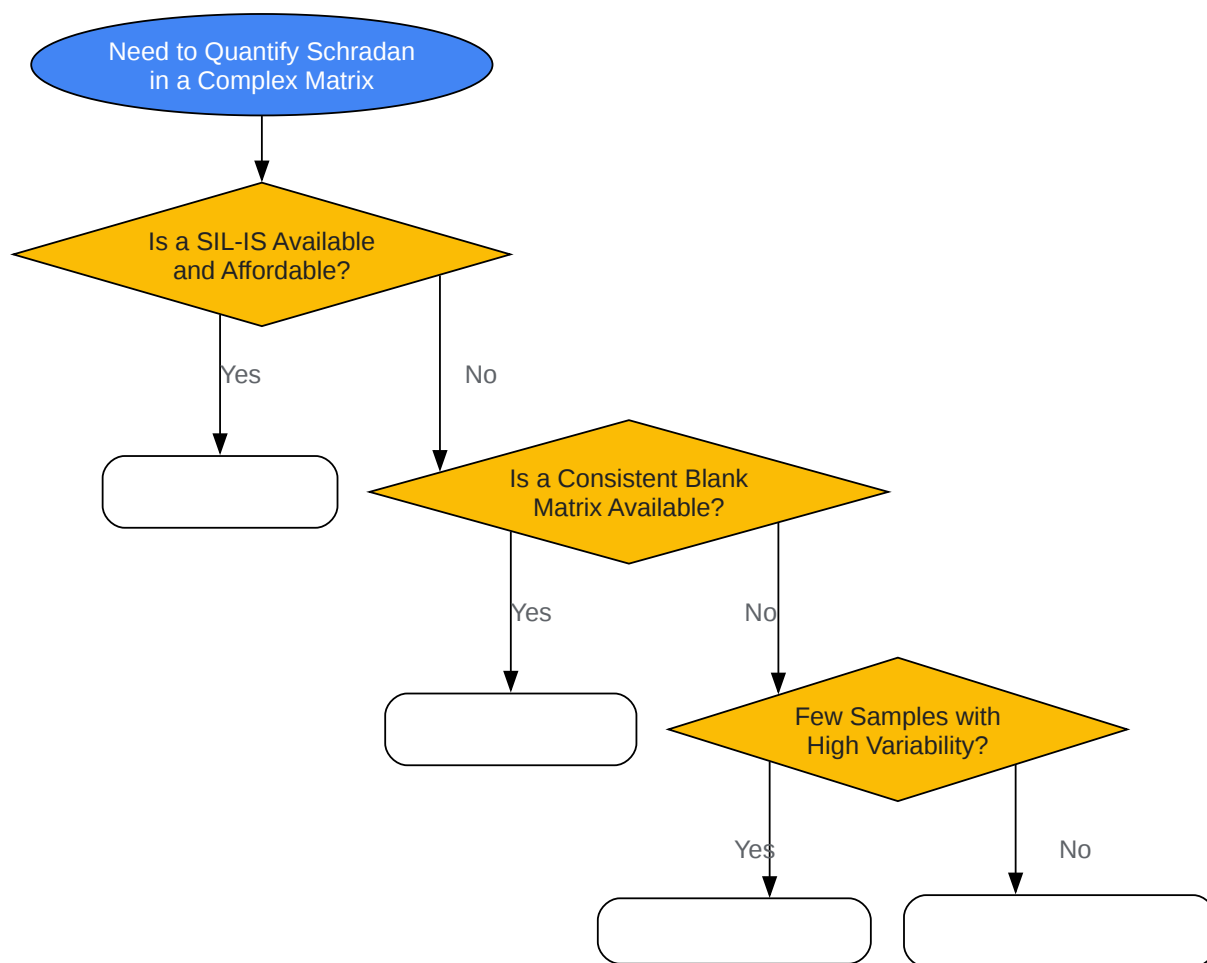 Need to Quantify Schradan
in a Complex Matrix
Is a SIL-IS Available
and Affordable?
Yes
No
Is a Consistent Blank
Matrix Available?
Yes
No
Few Samples with
High Variability?
Yes
No